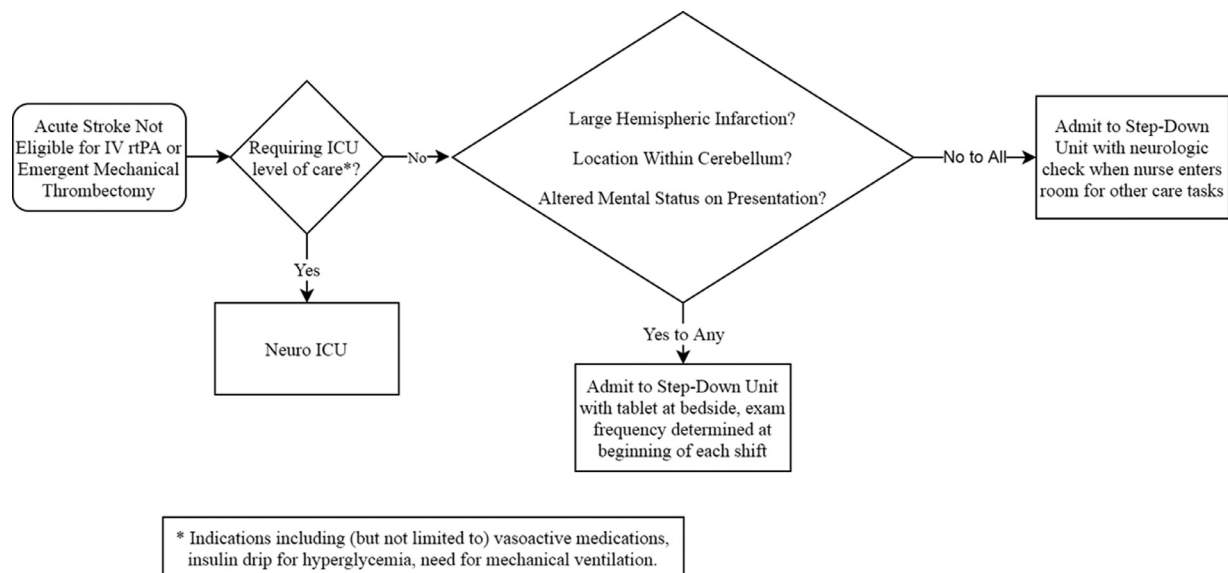 Acute Stroke Not
Eligible for IV rtPA or
Emergent Mechanical
Thrombectomy
Requiring ICU
level of care*?
No
Yes
Neuro ICU
Large Hemispheric Infarction?
Location Within Cerebellum?
Altered Mental Status on Presentation?
No to All
Admit to Step-Down
Unit with neurologic
check when nurse enters
room for other care tasks
Yes to Any
Admit to Step-Down Unit
with tablet at bedside, exam
frequency determined at
beginning of each shift
* Indications including (but not limited to) vasoactive medications,
insulin drip for hyperglycemia, need for mechanical ventilation.